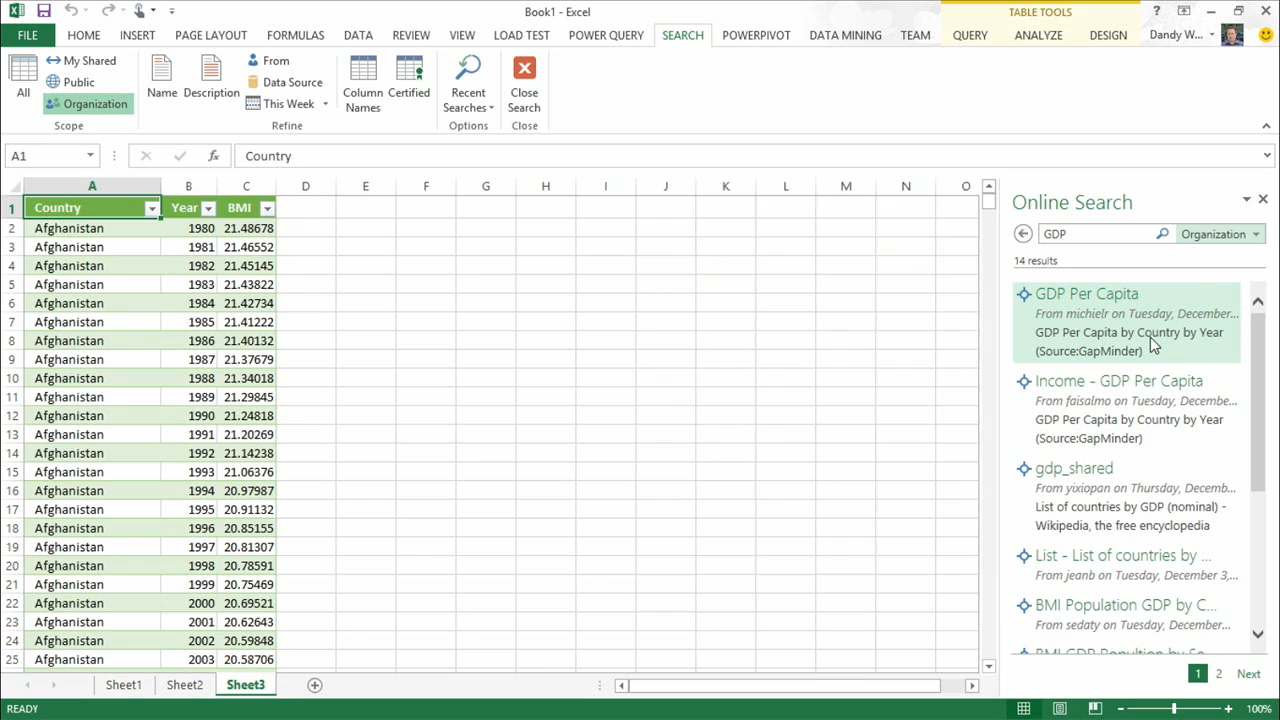 Book1 - Excel
TABLE TOOLS
?
FILE HOME INSERT PAGE LAYOUT FORMULAS DATA REVIEW VIEW LOAD TEST POWER QUERY SEARCH POWERPIVOT DATA MINING TEAM QUERY ANALYZE DESIGN Dandy W...
All
My Shared
Public
Organization
Scope
Name
Description
From
Data Source
This Week
Refine
Column Names
Certified
Recent Searches
Options
Close Search
Close
A1
fx
Country
A B C D E F G H I J K L M N O
1 Country Year BMI
2 Afghanistan 1980 21.48678
3 Afghanistan 1981 21.46552
4 Afghanistan 1982 21.45145
5 Afghanistan 1983 21.43822
6 Afghanistan 1984 21.42734
7 Afghanistan 1985 21.41222
8 Afghanistan 1986 21.40132
9 Afghanistan 1987 21.37679
10 Afghanistan 1988 21.34018
11 Afghanistan 1989 21.29845
12 Afghanistan 1990 21.24818
13 Afghanistan 1991 21.20269
14 Afghanistan 1992 21.14238
15 Afghanistan 1993 21.06376
16 Afghanistan 1994 20.97987
17 Afghanistan 1995 20.91132
18 Afghanistan 1996 20.85155
19 Afghanistan 1997 20.81307
20 Afghanistan 1998 20.78591
21 Afghanistan 1999 20.75469
22 Afghanistan 2000 20.69521
23 Afghanistan 2001 20.62643
24 Afghanistan 2002 20.59848
25 Afghanistan 2003 20.58706
Online Search
GDP
Organization
14 results
GDP Per Capita
From michielr on Tuesday, December...
GDP Per Capita by Country by Year
(Source:GapMinder)
Income - GDP Per Capita
From faisalmo on Tuesday, Decembe...
GDP Per Capita by Country by Year
(Source:GapMinder)
gdp_shared
From yixiopan on Thursday, Decemb...
List of countries by GDP (nominal) -
Wikipedia, the free encyclopedia
List - List of countries by ...
From jeanb on Tuesday, December 3,...
BMI Population GDP by C...
From sedaty on Tuesday, December...
1 2 Next
Sheet1 Sheet2 Sheet3
READY
100%